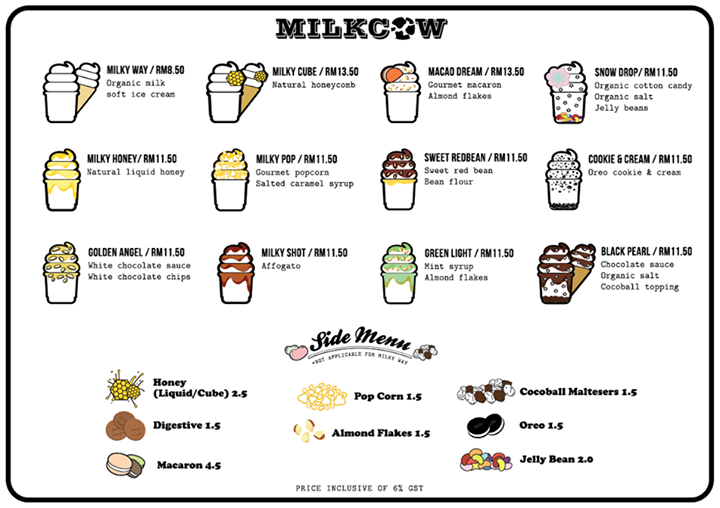 MILKCOW
MILKY WAY / RM8.50
Organic milk
soft ice cream
MILKY CUBE / RM13.50
Natural honeycomb
MACAO DREAM / RM13.50
Gourmet macaron
Almond flakes
SNOW DROP/ RM11.50
Organic cotton candy
Organic salt
Jelly beans
MILKY HONEY/ RM11.50
Natural liquid honey
MILKY POP / RM11.50
Gourmet popcorn
Salted caramel syrup
SWEET REDBEAN / RM11.50
Sweet red bean
Bean flour
COOKIE & CREAM / RM11.50
Oreo cookie & cream
GOLDEN ANGEL / RM11.50
White chocolate sauce
White chocolate chips
MILKY SHOT / RM11.50
Affogato
GREEN LIGHT / RM11.50
Mint syrup
Almond flakes
BLACK PEARL / RM11.50
Chocolate sauce
Organic salt
Cocoball topping
Side Menu
*NOT APPLICABLE FOR MILKY WAY
Honey
(Liquid/Cube) 2.5
Pop Corn 1.5
Cocoball Maltesers 1.5
Digestive 1.5
Almond Flakes 1.5
Oreo 1.5
Macaron 4.5
Jelly Bean 2.0
PRICE INCLUSIVE OF 6% GST